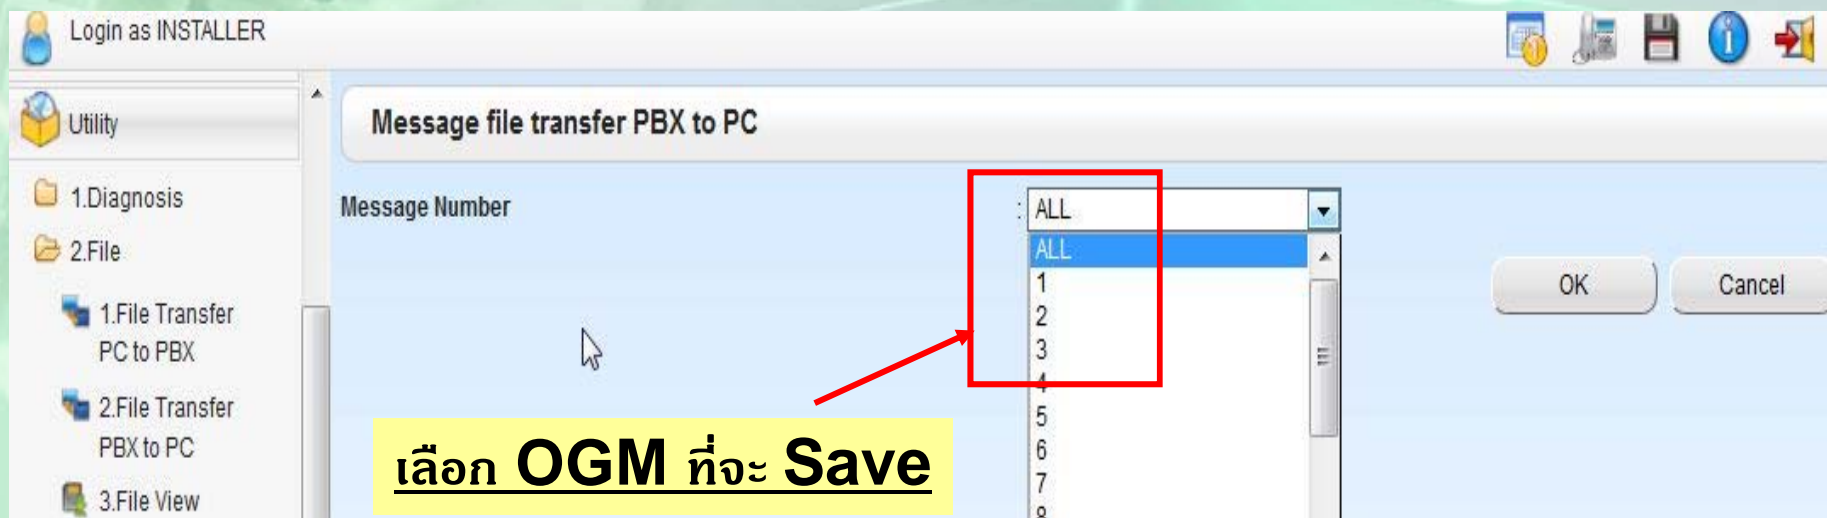 Login as INSTALLER
Utility
1.Diagnosis
2.File
1.File Transfer
PC to PBX
2.File Transfer
PBX to PC
3.File View
Message file transfer PBX to PC
Message Number
: ALL
ALL
1
2
3
4
5
6
7
8
OK
Cancel
เลือก OGM ที่จะ Save